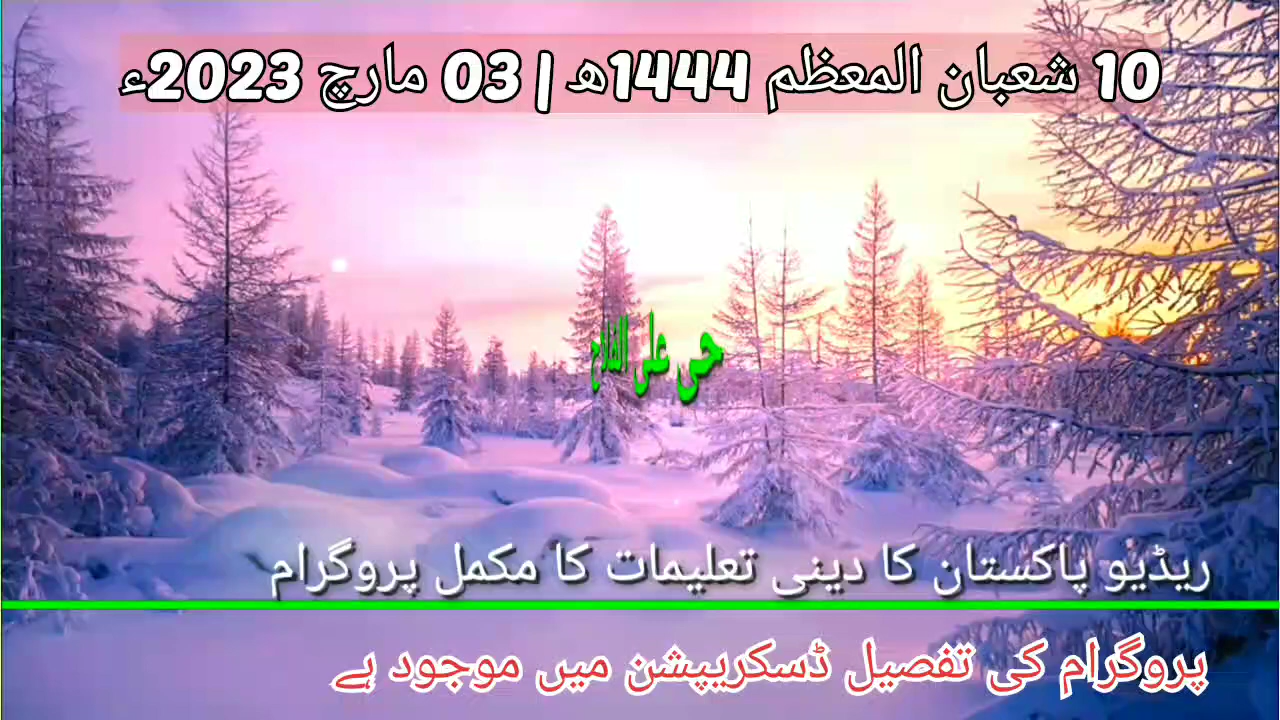 10 شعبان المعظم 1444ھ | 03 مارچ 2023ء
حی علی الفلاح
ریڈیو پاکستان کا دینی تعلیمات کا مکمل پروگرام
پروگرام کی تفصیل ڈسکریپشن میں موجود ہے